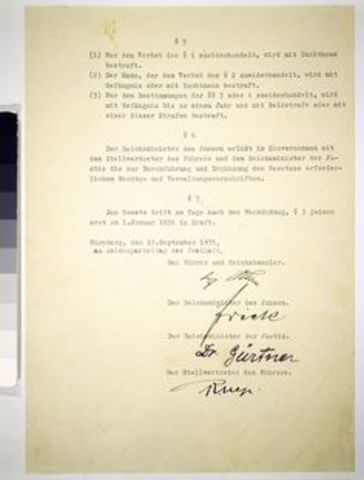 § 5
(1) Wer dem Verbot des § 1 zuwiderhandelt, wird mit Zuchthaus
bestraft.
(2) Der Mann, der dem Verbot des § 2 zuwiderhandelt, wird mit
Gefängnis oder mit Zuchthaus bestraft.
(3) Wer den Bestimmungen der §§ 3 oder 4 zuwiderhandelt, wird
mit Gefängnis bis zu einem Jahr und mit Geldstrafe oder mit
einer dieser Strafen bestraft.
§ 6
Der Reichsminister des Innern erläßt im Einvernehmen mit
dem Stellvertreter des Führers und dem Reichsminister der Ju-
stiz die zur Durchführung und Ergänzung des Gesetzes erforder-
lichen Rechts- und Verwaltungsvorschriften.
§ 7
Das Gesetz tritt am Tage nach der Verkündung, § 3 jedoch
erst am 1.Januar 1936 in Kraft.
Nürnberg, den 15.September 1935,
am Reichsparteitag der Freiheit.
Der Führer und Reichskanzler.
Der Reichsminister des Innern.
Frick
Der Reichsminister der Justiz.
Dr. Gürtner
Der Stellvertreter des Führers.